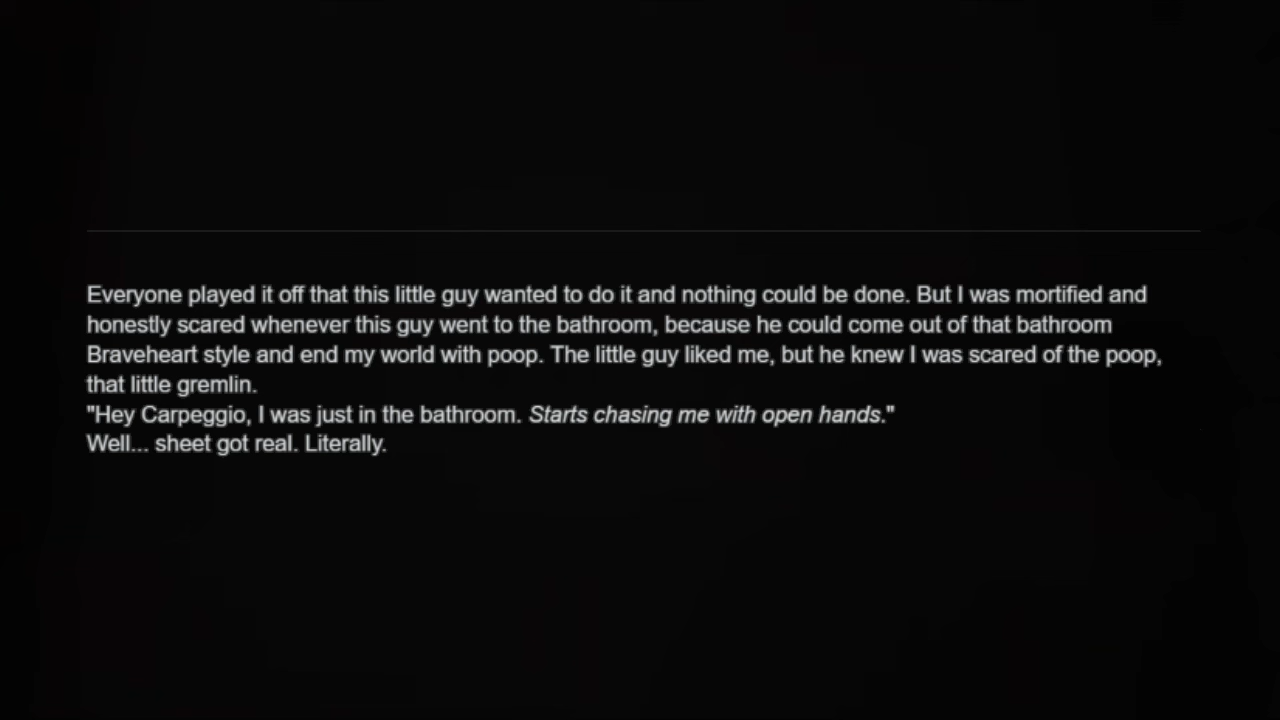 Everyone played it off that this little guy wanted to do it and nothing could be done. But I was mortified and
honestly scared whenever this guy went to the bathroom, because he could come out of that bathroom
Braveheart style and end my world with poop. The little guy liked me, but he knew I was scared of the poop,
that little gremlin.
"Hey Carpeggio, I was just in the bathroom. Starts chasing me with open hands."
Well... sheet got real. Literally.